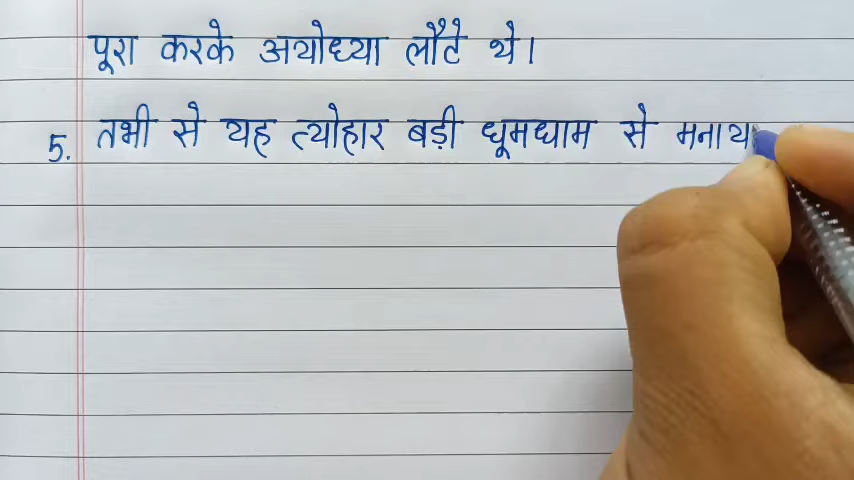 पूरा करके अयोध्या लौटे थे।
5. तभी से यह त्योहार बड़ी धूमधाम से मनाय